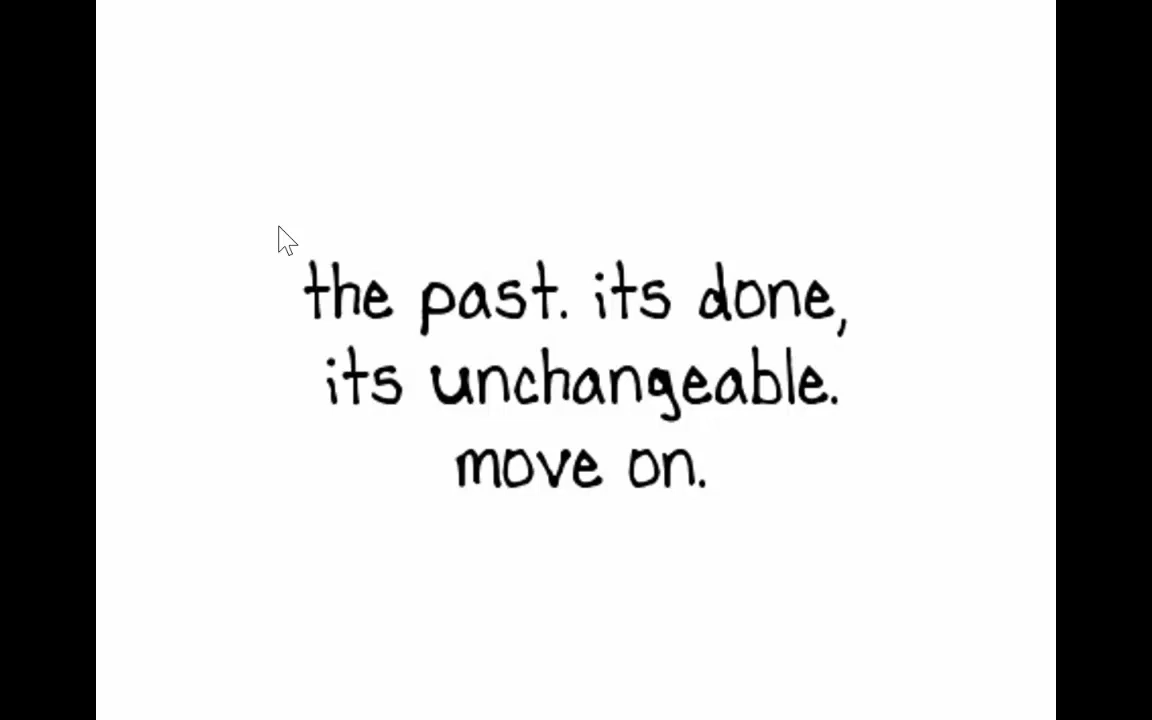 the past. its done,
its unchangeable.
move on.